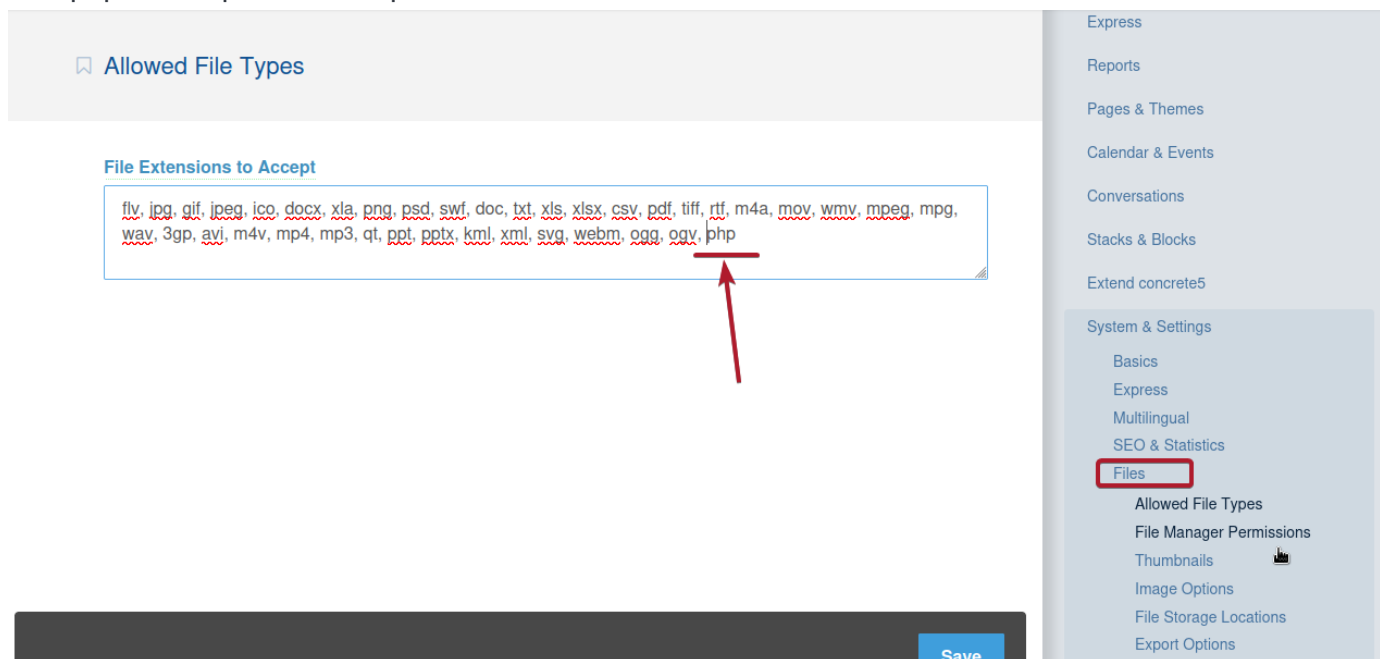 Allowed File Types
File Extensions to Accept
flv, jpg, gif, jpeg, ico, docx, xla, png, psd, swf, doc, txt, xls, xlsx, csv, pdf, tiff, rtf, m4a, mov, wmv, mpeg, mpg,
wav, 3gp, avi, m4v, mp4, mp3, qt, ppt, pptx, kml, xml, svg, webm, ogg, ogv, php
Save
Express
Reports
Pages & Themes
Calendar & Events
Conversations
Stacks & Blocks
Extend concrete5
System & Settings
Basics
Express
Multilingual
SEO & Statistics
Files
Allowed File Types
File Manager Permissions
Thumbnails
Image Options
File Storage Locations
Export Options